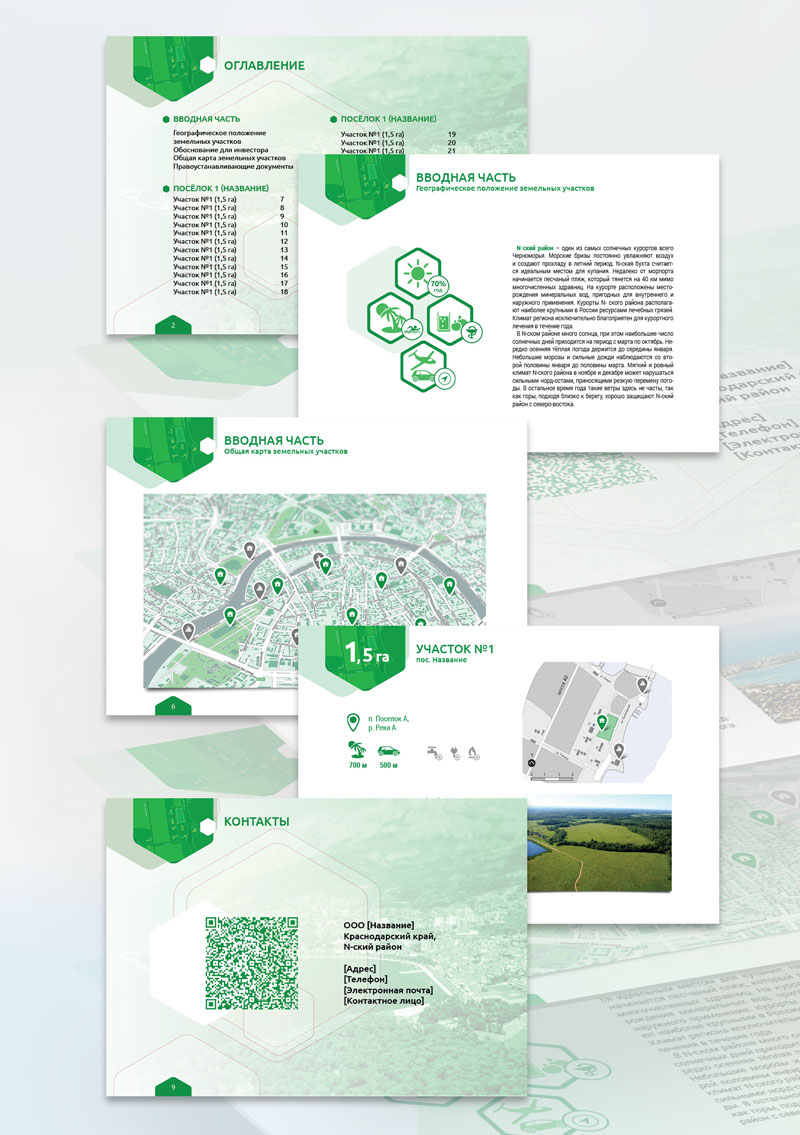 ОГЛАВЛЕНИЕ
ВВОДНАЯ ЧАСТЬ
Географическое положение
земельных участков
Обоснование для инвестора
Общая карта земельных участков
Правоустанавливающие документы
ПОСЁЛОК 1 (НАЗВАНИЕ)
Участок №1 (1,5 га) 7
Участок №1 (1,5 га) 8
Участок №1 (1,5 га) 9
Участок №1 (1,5 га) 10
Участок №1 (1,5 га) 11
Участок №1 (1,5 га) 12
Участок №1 (1,5 га) 13
Участок №1 (1,5 га) 14
Участок №1 (1,5 га) 15
Участок №1 (1,5 га) 16
Участок №1 (1,5 га) 17
Участок №1 (1,5 га) 18
ПОСЁЛОК 1 (НАЗВАНИЕ)
Участок №1 (1,5 га) 19
Участок №1 (1,5 га) 20
Участок №1 (1,5 га) 21
2
ВВОДНАЯ ЧАСТЬ
Географическое положение земельных участков
70%
год
N-ский район – один из самых солнечных курортов всего
Черноморья. Морские бризы постоянно увлажняют воздух
и создают прохладу в летний период. N-ская бухта считает-
ся идеальным местом для купания. Недалеко от морпорта
начинается песчаный пляж, который тянется на 40 км мимо
многочисленных здравниц. На курорте расположены место-
рождения минеральных вод, пригодных для внутреннего и
наружного применения. Курорты N- ского района располага-
ют наиболее крупными в России ресурсами лечебных грязей.
Климат региона исключительно благоприятен для курортного
лечения в течение года.
В N-ском районе много солнца, при этом наибольшее число
солнечных дней приходится на период с марта по октябрь. Не-
редко осенняя тёплая погода держится до середины января.
Небольшие морозы и сильные дожди наблюдаются со вто-
рой половины января до половины марта. Мягкий и ровный
климат N-ского района в ноябре и декабре может нарушаться
сильными норд-остами, приносящими резкую перемену пого-
ды. В остальное время года такие ветры здесь не часты, так
как горы, подходя близко к берегу, хорошо защищают N-ский
район с северо-востока.
ВВОДНАЯ ЧАСТЬ
Общая карта земельных участков
6
1,5 га
УЧАСТОК №1
пос. Название
п. Поселок А,
р. Река А
700 м
500 м
КОНТАКТЫ
ООО [Название]
Краснодарский край,
N-ский район
[Адрес]
[Телефон]
[Электронная почта]
[Контактное лицо]
9